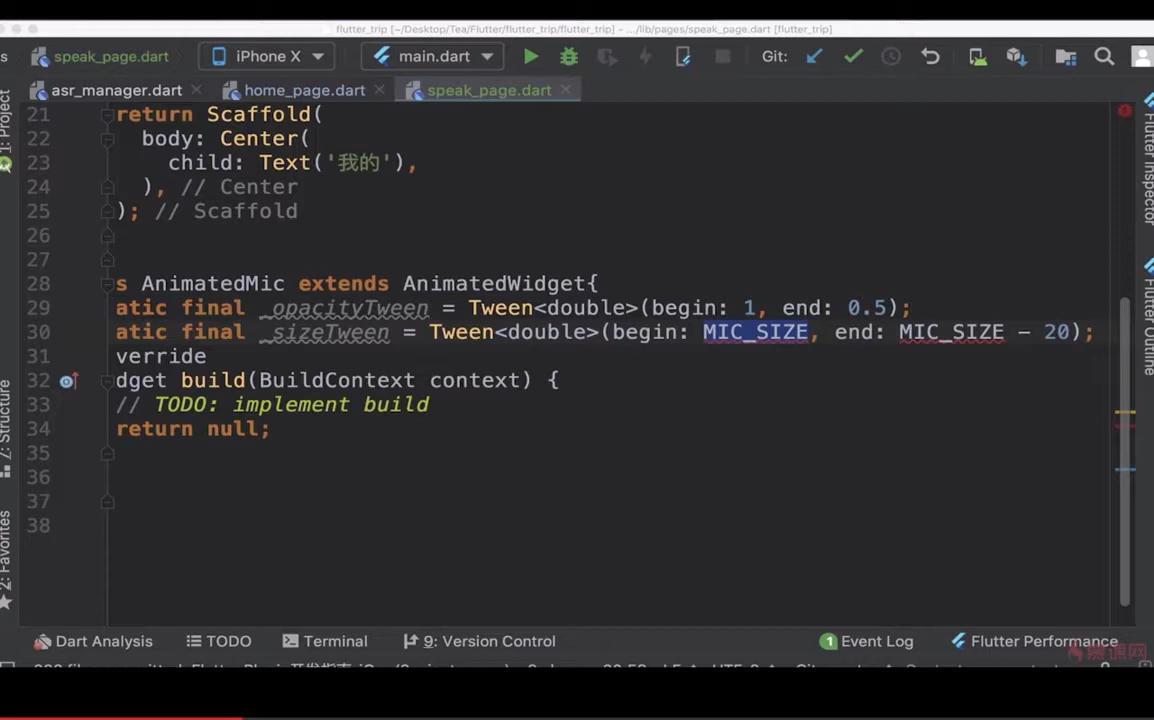 flutter_trip [~/Desktop/Tea/Flutter/flutter_trip/flutter_trip] – .../lib/pages/speak_page.dart [flutter_trip]
s speak_page.dart iPhone X main.dart Git:
asr_manager.dart home_page.dart speak_page.dart
21 return Scaffold(
22 body: Center(
23 child: Text('我的'),
24 ), // Center
25 ); // Scaffold
26
27
28 s AnimatedMic extends AnimatedWidget{
29 atic final _opacityTween = Tween<double>(begin: 1, end: 0.5);
30 atic final _sizeTween = Tween<double>(begin: MIC_SIZE, end: MIC_SIZE - 20);
31 verride
32 dget build(BuildContext context) {
33 // TODO: implement build
34 return null;
35
36
37
38
1: Project
7: Structure
2: Favorites
Flutter Inspector
Flutter Outline
Dart Analysis TODO Terminal 9: Version Control 1 Event Log Flutter Performance
慕课网